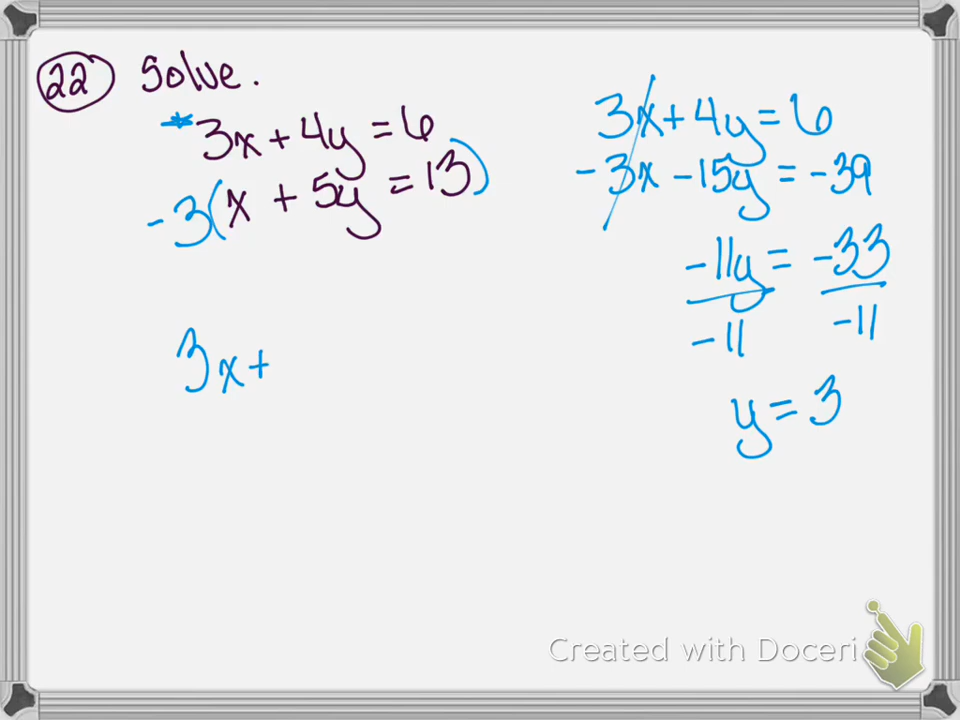 22 Solve.
*3x + 4y = 6
-3(x + 5y = 13)
3x +
3x + 4y = 6
-3x - 15y = -39
-11y = -33
-11 -11
y = 3
Created with Doceri